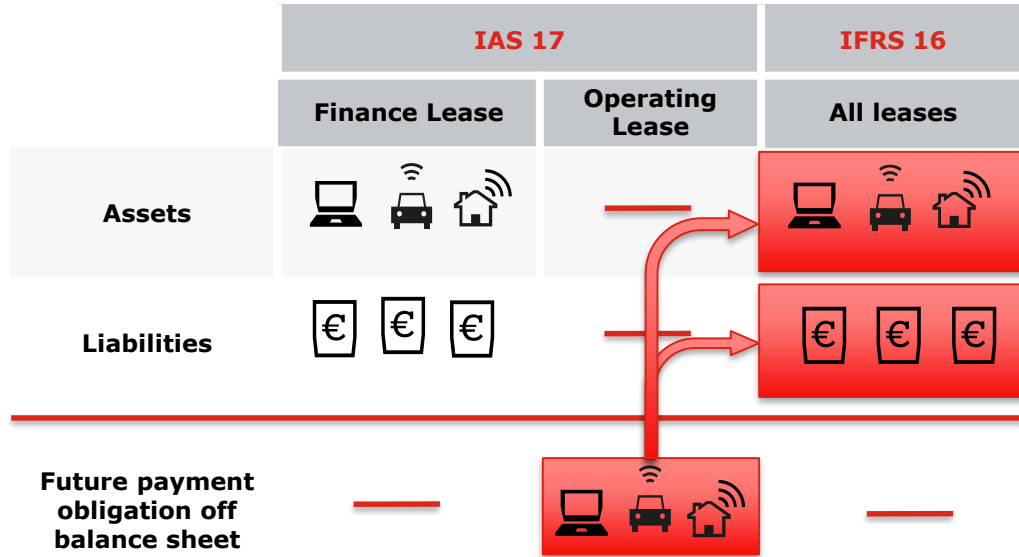 IAS 17
IFRS 16
Finance Lease
Operating
Lease
All leases
Assets
Liabilities
€ € €
€ € €
Future payment
obligation off
balance sheet